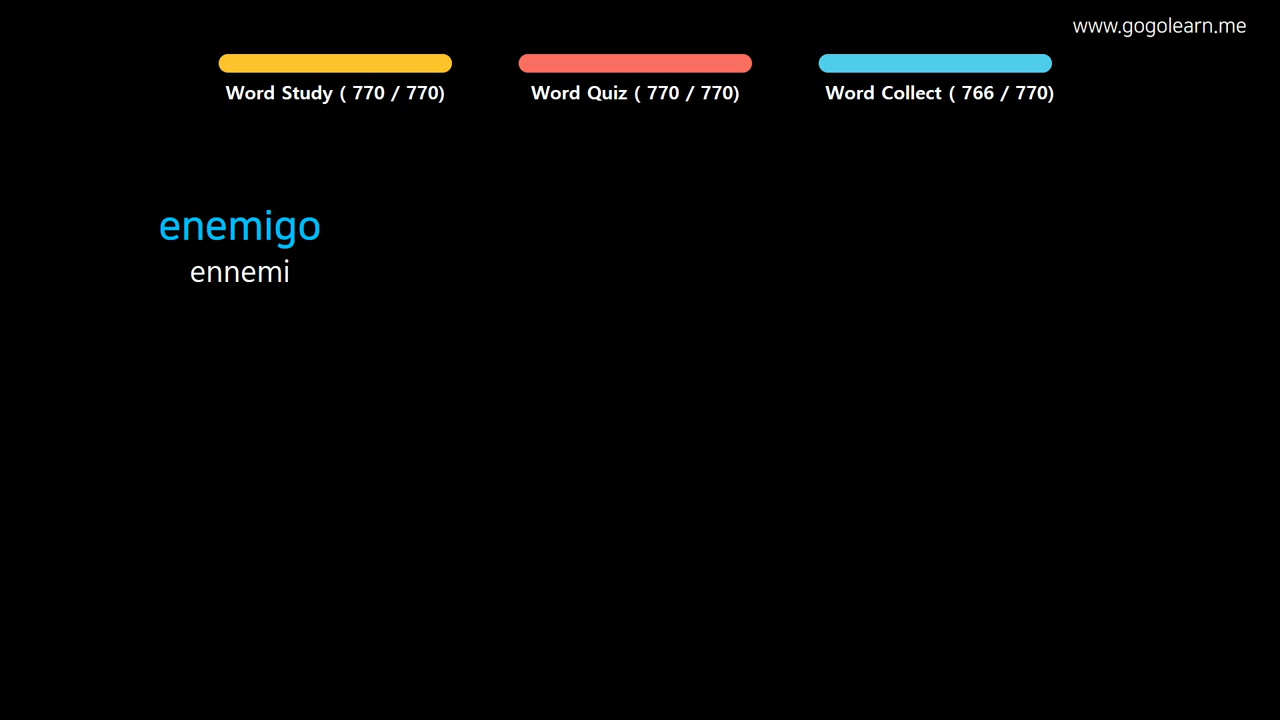 www.gogolearn.me
Word Study ( 770 / 770)
Word Quiz ( 770 / 770)
Word Collect ( 766 / 770)
enemigo
ennemi